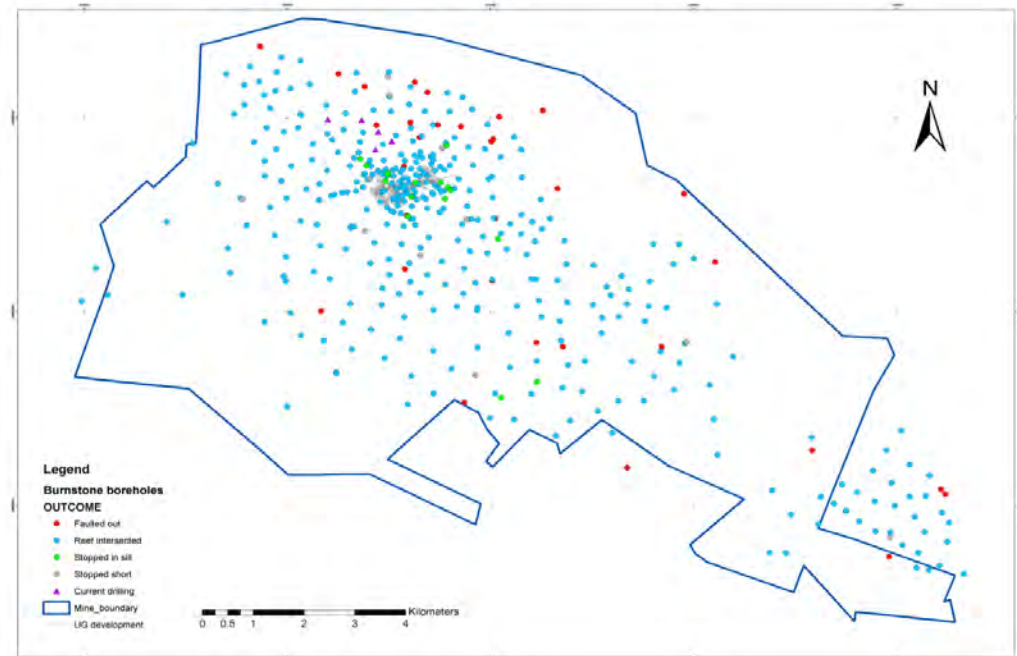 N
Legend
Burnstone boreholes
OUTCOME
Faulted out
Reef intersected
Stopped in sill
Stopped short
Current drilling
Mine_boundary
UG development
Kilometers
0 0.5 1 2 3 4